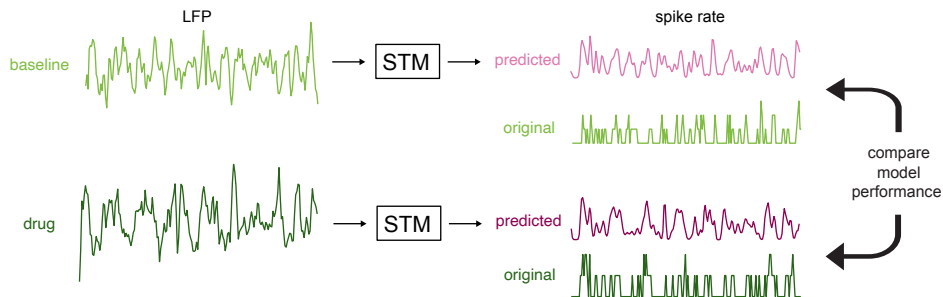 LFP
spike rate
baseline
STM
predicted
original
compare
model
performance
drug
STM
predicted
original